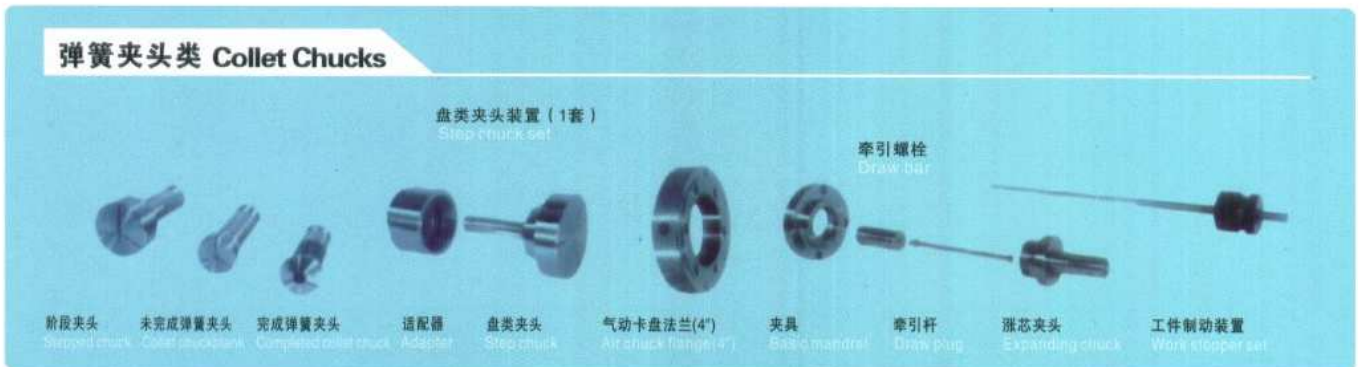 弹簧夹头类 Collet Chucks
盘类夹头装置(1套)
Step chuck set
牵引螺栓
Draw bar
阶段夹头 未完成弹簧夹头 完成弹簧夹头 适配器 盘类夹头 气动卡盘法兰(4") 夹具 牵引杆 涨芯夹头 工件制动装置
Stepped chuck Collet chuckblank Completed collet chuck Adapter Step chuck Air chuck flange(4") Basic mandrel Draw plug Expanding chuck Work stopper set